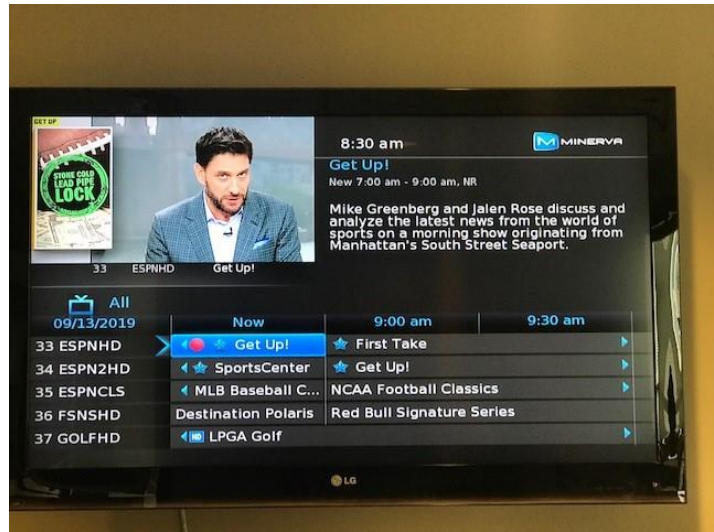 GET UP
STONE COLD
LEAD PIPE
LOCK
33 ESPNHD Get Up!
8:30 am
M MINERVA
Get Up!
New 7:00 am - 9:00 am, NR
Mike Greenberg and Jalen Rose discuss and
analyze the latest news from the world of
sports on a morning show originating from
Manhattan's South Street Seaport.
All
09/13/2019 Now 9:00 am 9:30 am
33 ESPNHD Get Up! First Take
34 ESPN2HD SportsCenter Get Up!
35 ESPNCLS MLB Baseball C... NCAA Football Classics
36 FSNSHD Destination Polaris Red Bull Signature Series
37 GOLFHD HD LPGA Golf
LG